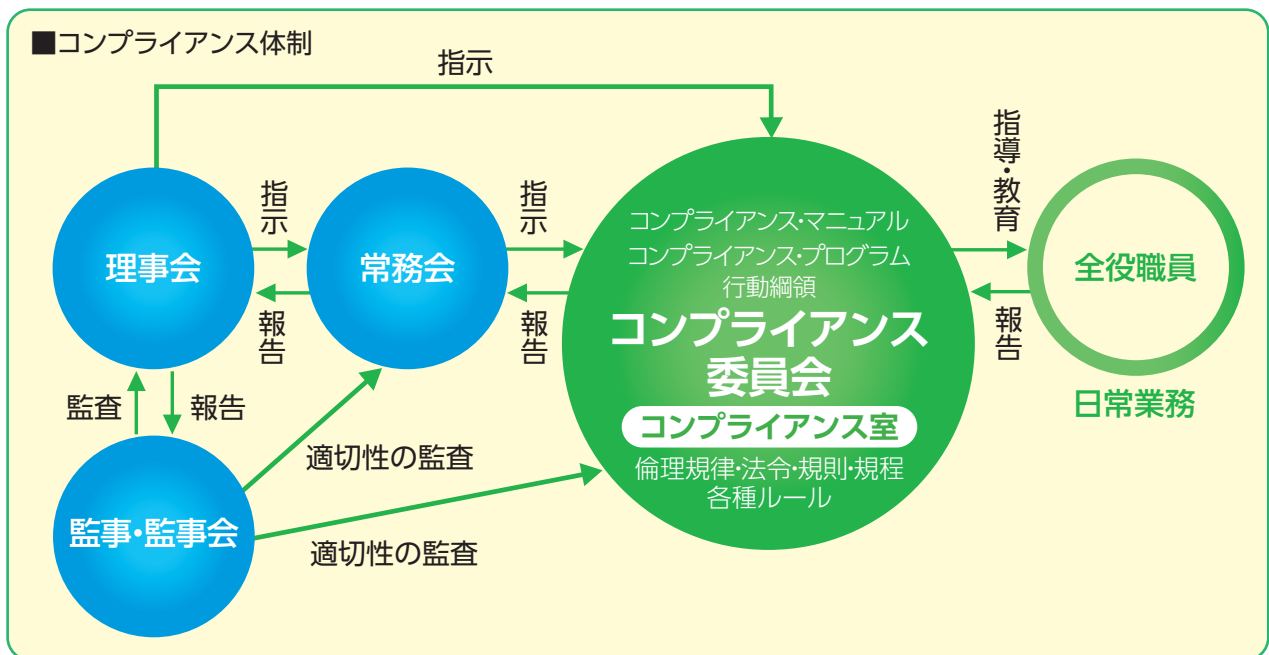 ■コンプライアンス体制
指示
指示
指示
指導・教育
理事会
常務会
コンプライアンス・マニュアル
コンプライアンス・プログラム
行動綱領
コンプライアンス
委員会
コンプライアンス室
倫理規律・法令・規則・規程
各種ルール
全役職員
日常業務
報告
報告
報告
監査
報告
適切性の監査
監事・監事会
適切性の監査